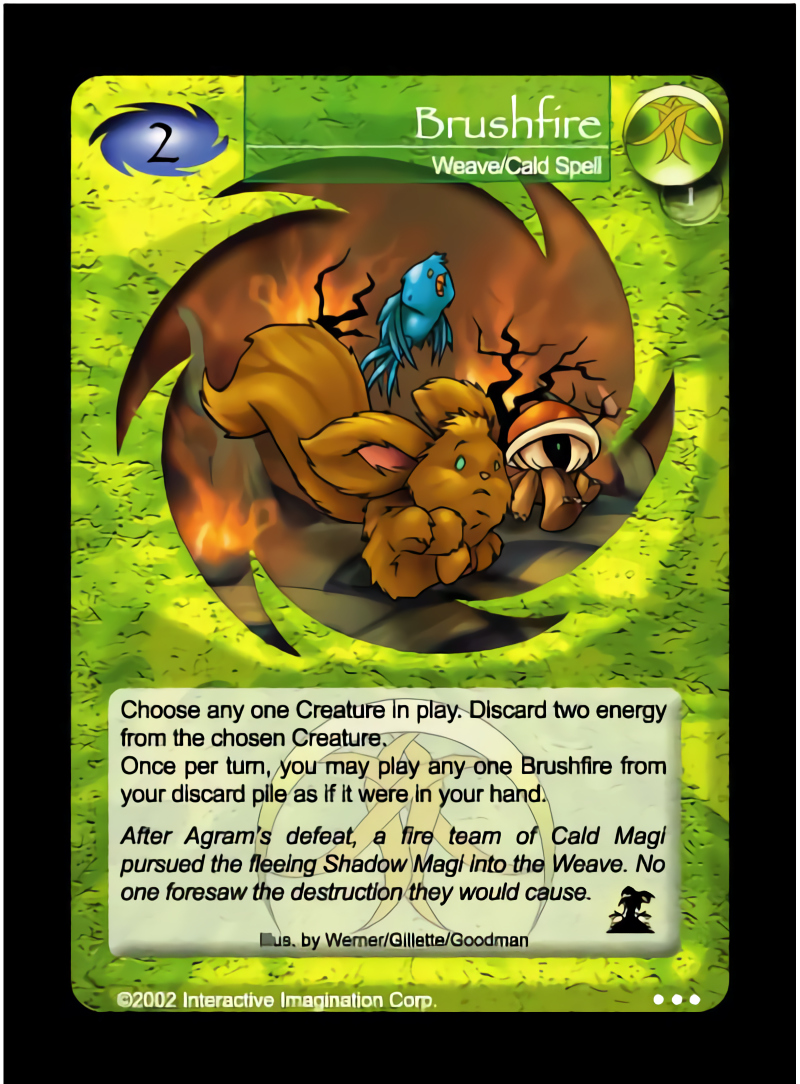 2
Brushfire
Weave/Cald Spell
1
Choose any one Creature in play. Discard two energy
from the chosen Creature.
Once per turn, you may play any one Brushfire from
your discard pile as if it were in your hand.
After Agram's defeat, a fire team of Cald Magi
pursued the fleeing Shadow Magi into the Weave. No
one foresaw the destruction they would cause.
Illus. by Werner/Gillette/Goodman
©2002 Interactive Imagination Corp.